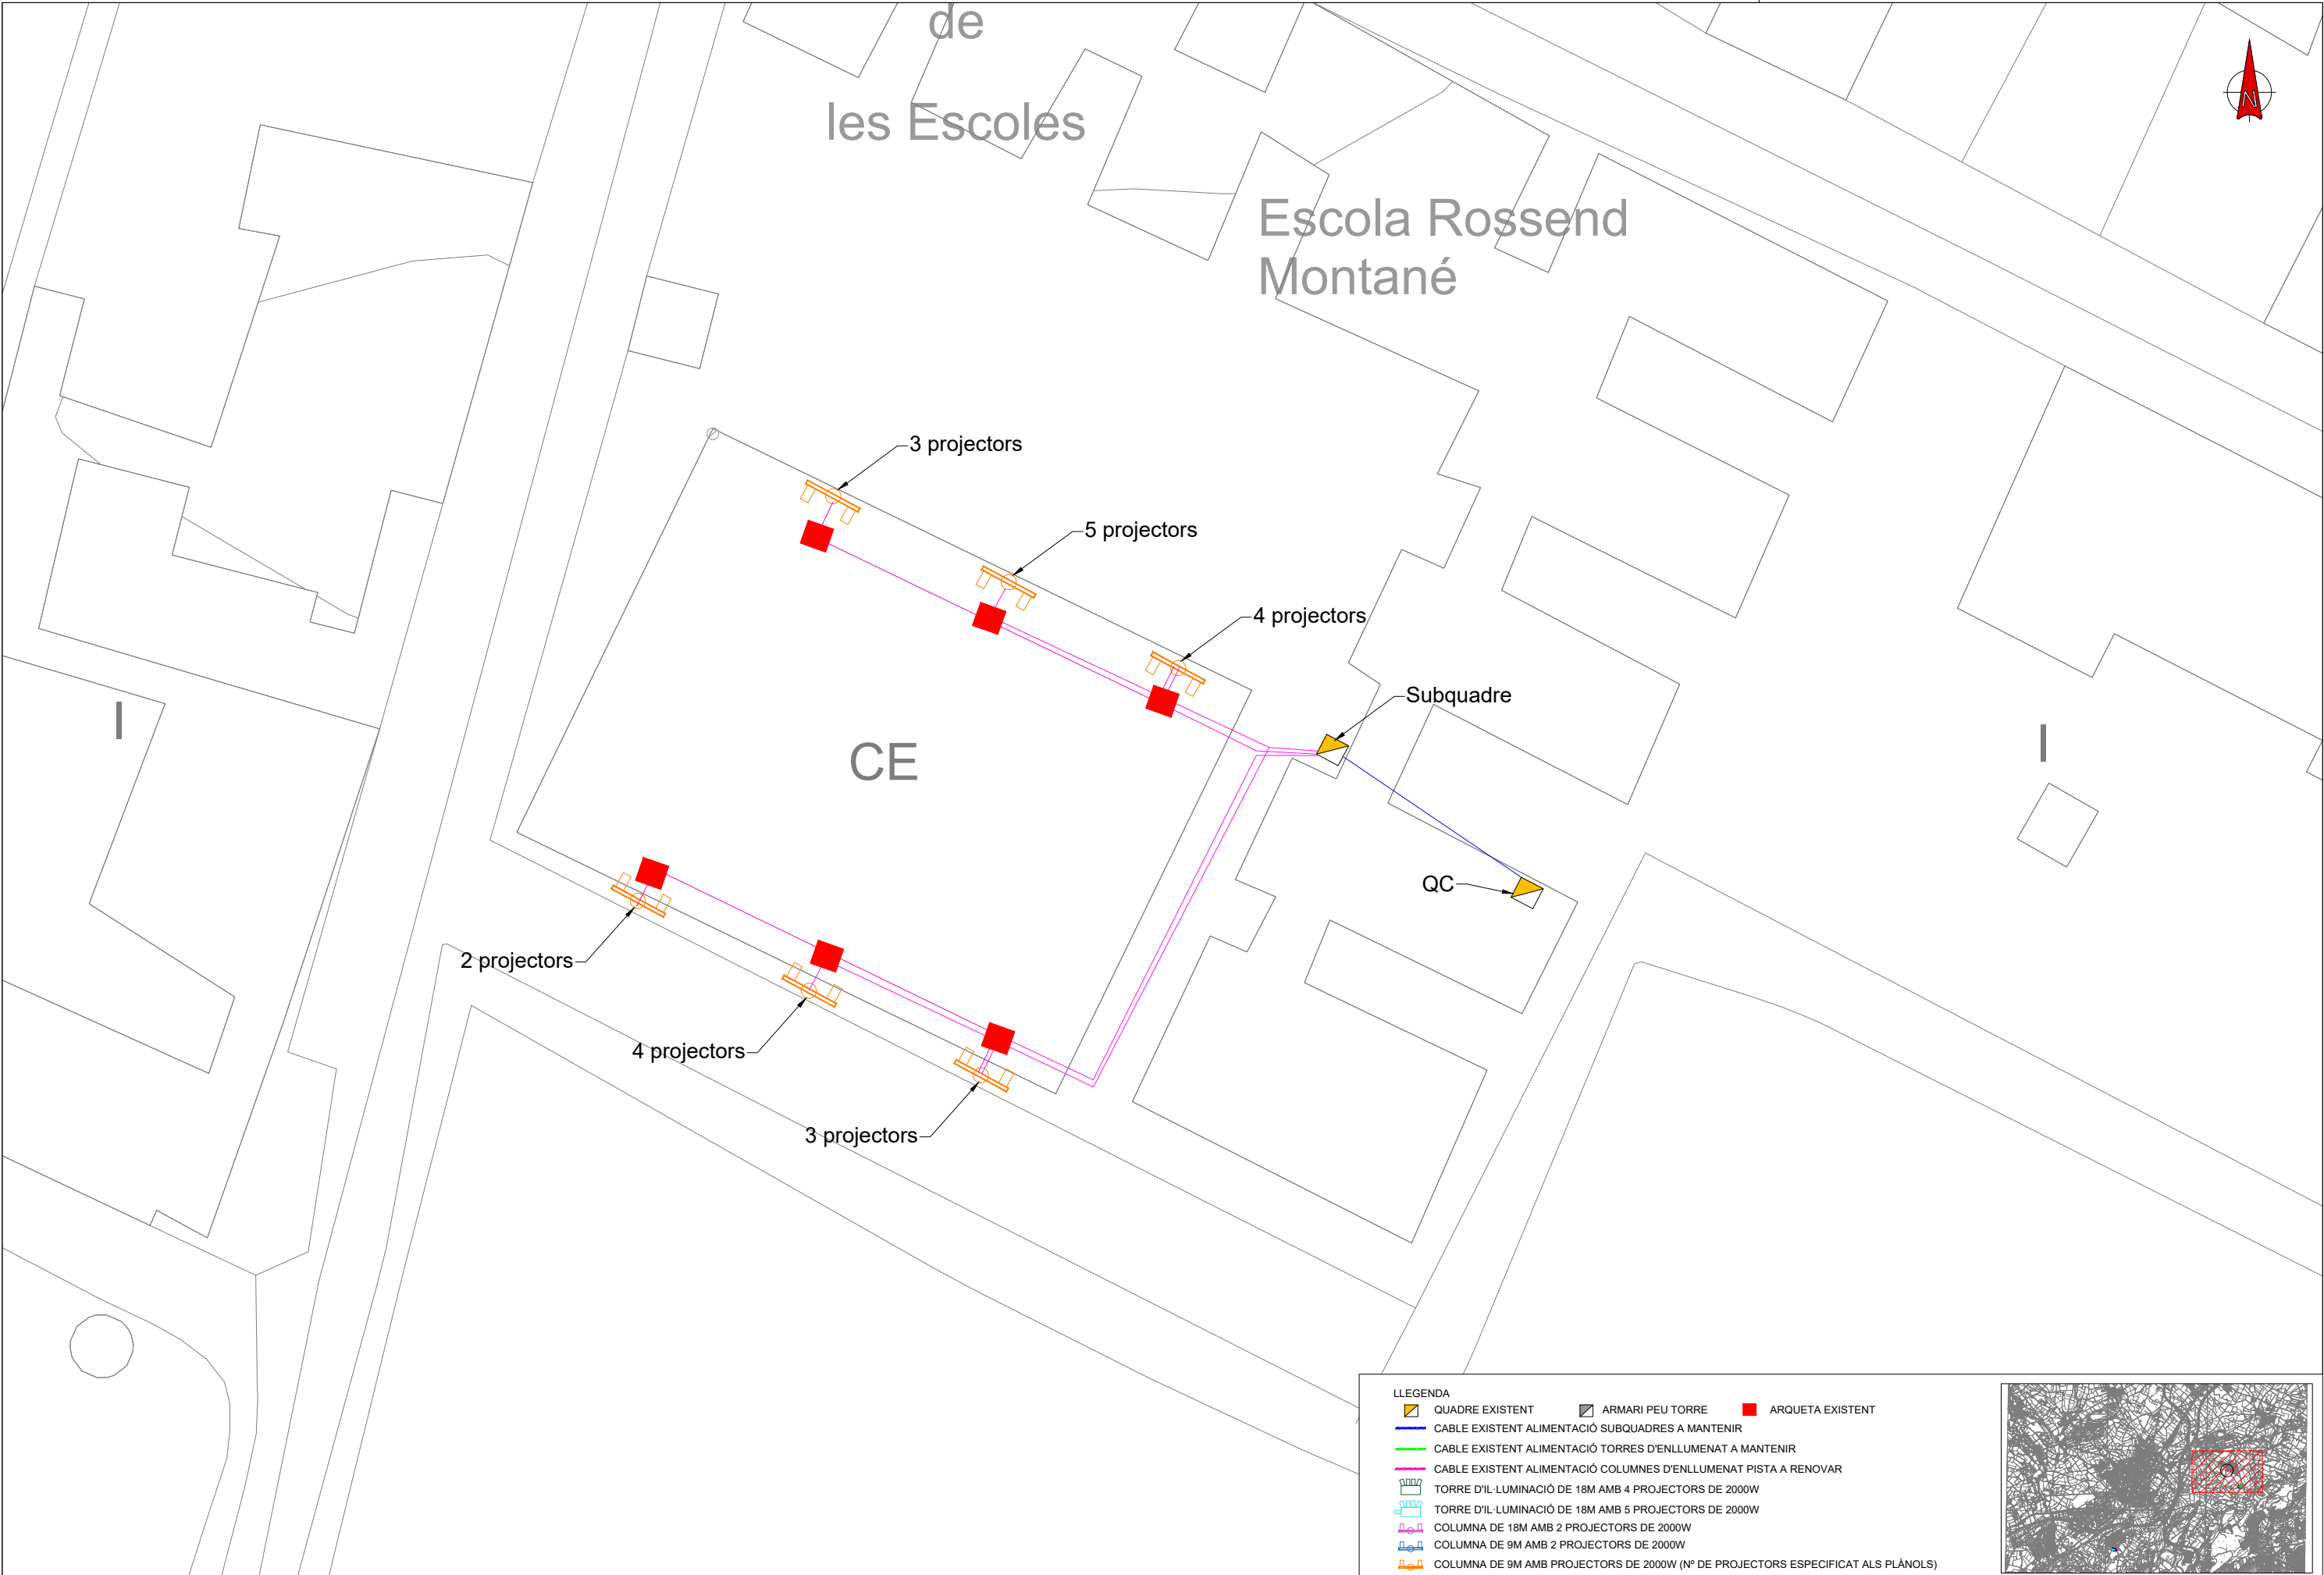 de
les Escoles
N
Escola Rossend
Montané
3 projectors
5 projectors
4 projectors
Subquadre
I
CE
I
QC
2 projectors
4 projectors
3 projectors
LLEGENDA
QUADRE EXISTENT ARMARI PEU TORRE ARQUETA EXISTENT
CABLE EXISTENT ALIMENTACIÓ SUBQUADRES A MANTENIR
CABLE EXISTENT ALIMENTACIÓ TORRES D'ENLLUMENAT A MANTENIR
CABLE EXISTENT ALIMENTACIÓ COLUMNES D'ENLLUMENAT PISTA A RENOVAR
TORRE D'IL·LUMINACIÓ DE 18M AMB 4 PROJECTORS DE 2000W
TORRE D'IL·LUMINACIÓ DE 18M AMB 5 PROJECTORS DE 2000W
COLUMNA DE 18M AMB 2 PROJECTORS DE 2000W
COLUMNA DE 9M AMB 2 PROJECTORS DE 2000W
COLUMNA DE 9M AMB PROJECTORS DE 2000W (Nº DE PROJECTORS ESPECIFICAT ALS PLÀNOLS)